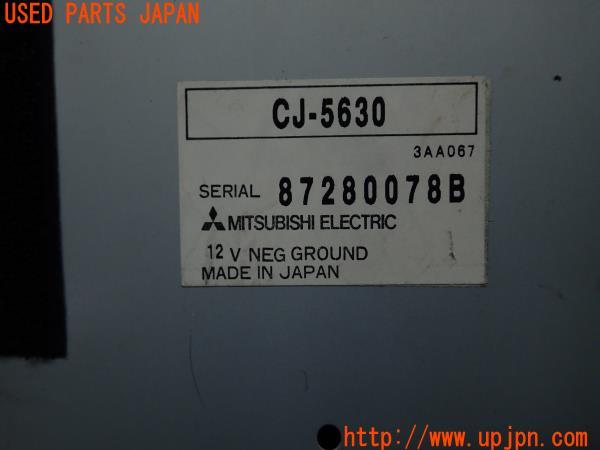 USED PARTS JAPAN
CJ-5630
3AA067
SERIAL 87280078B
MITSUBISHI ELECTRIC
12 V NEG GROUND
MADE IN JAPAN
http://www.upjpn.com